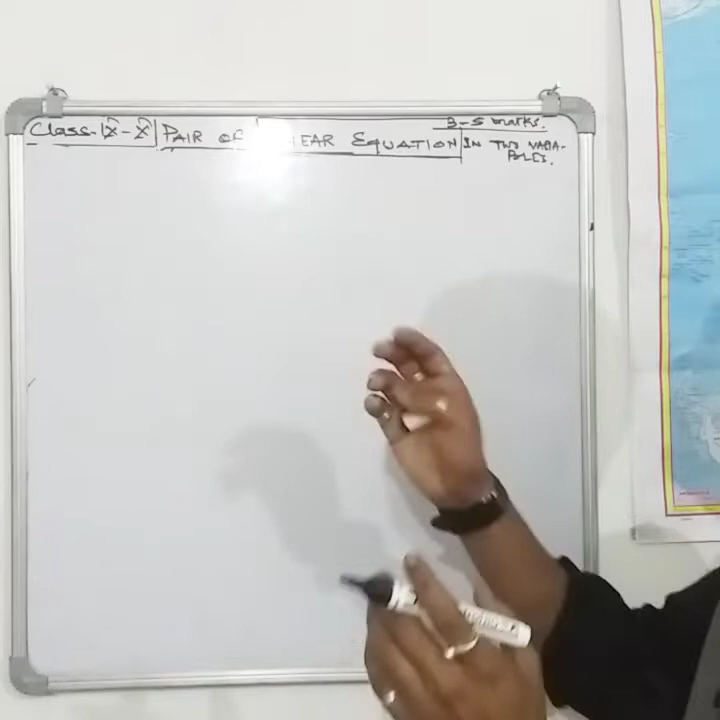 3-5 marks.
Class-IX-X PAIR OF LINEAR EQUATION IN TWO VARIA-
BLES.